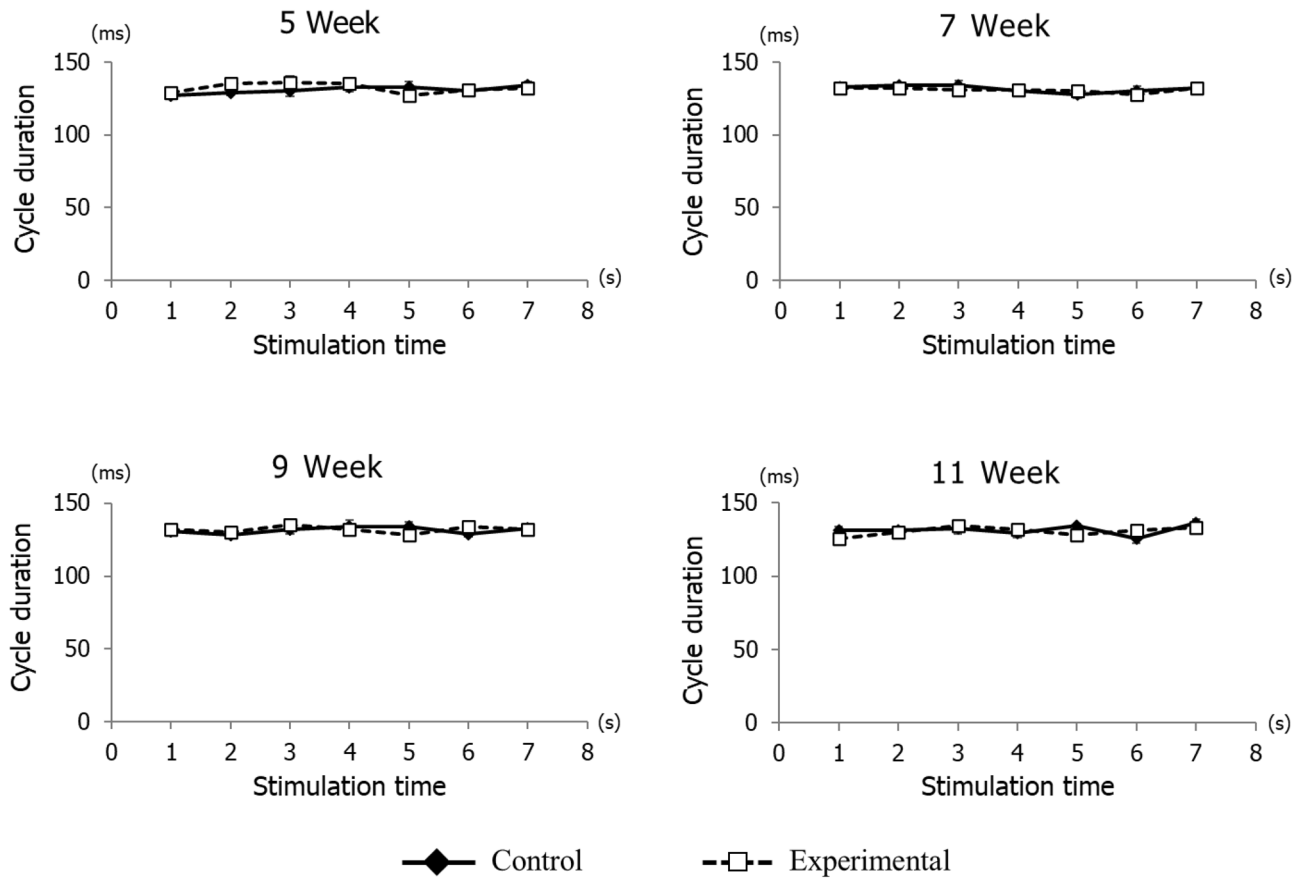 5 Week
(ms)
150
100
50
0
Cycle duration
0 1 2 3 4 5 6 7 8
(s)
Stimulation time
7 Week
(ms)
150
100
50
0
Cycle duration
0 1 2 3 4 5 6 7 8
(s)
Stimulation time
9 Week
(ms)
150
100
50
0
Cycle duration
0 1 2 3 4 5 6 7 8
(s)
Stimulation time
11 Week
(ms)
150
100
50
0
Cycle duration
0 1 2 3 4 5 6 7 8
(s)
Stimulation time
Control
Experimental